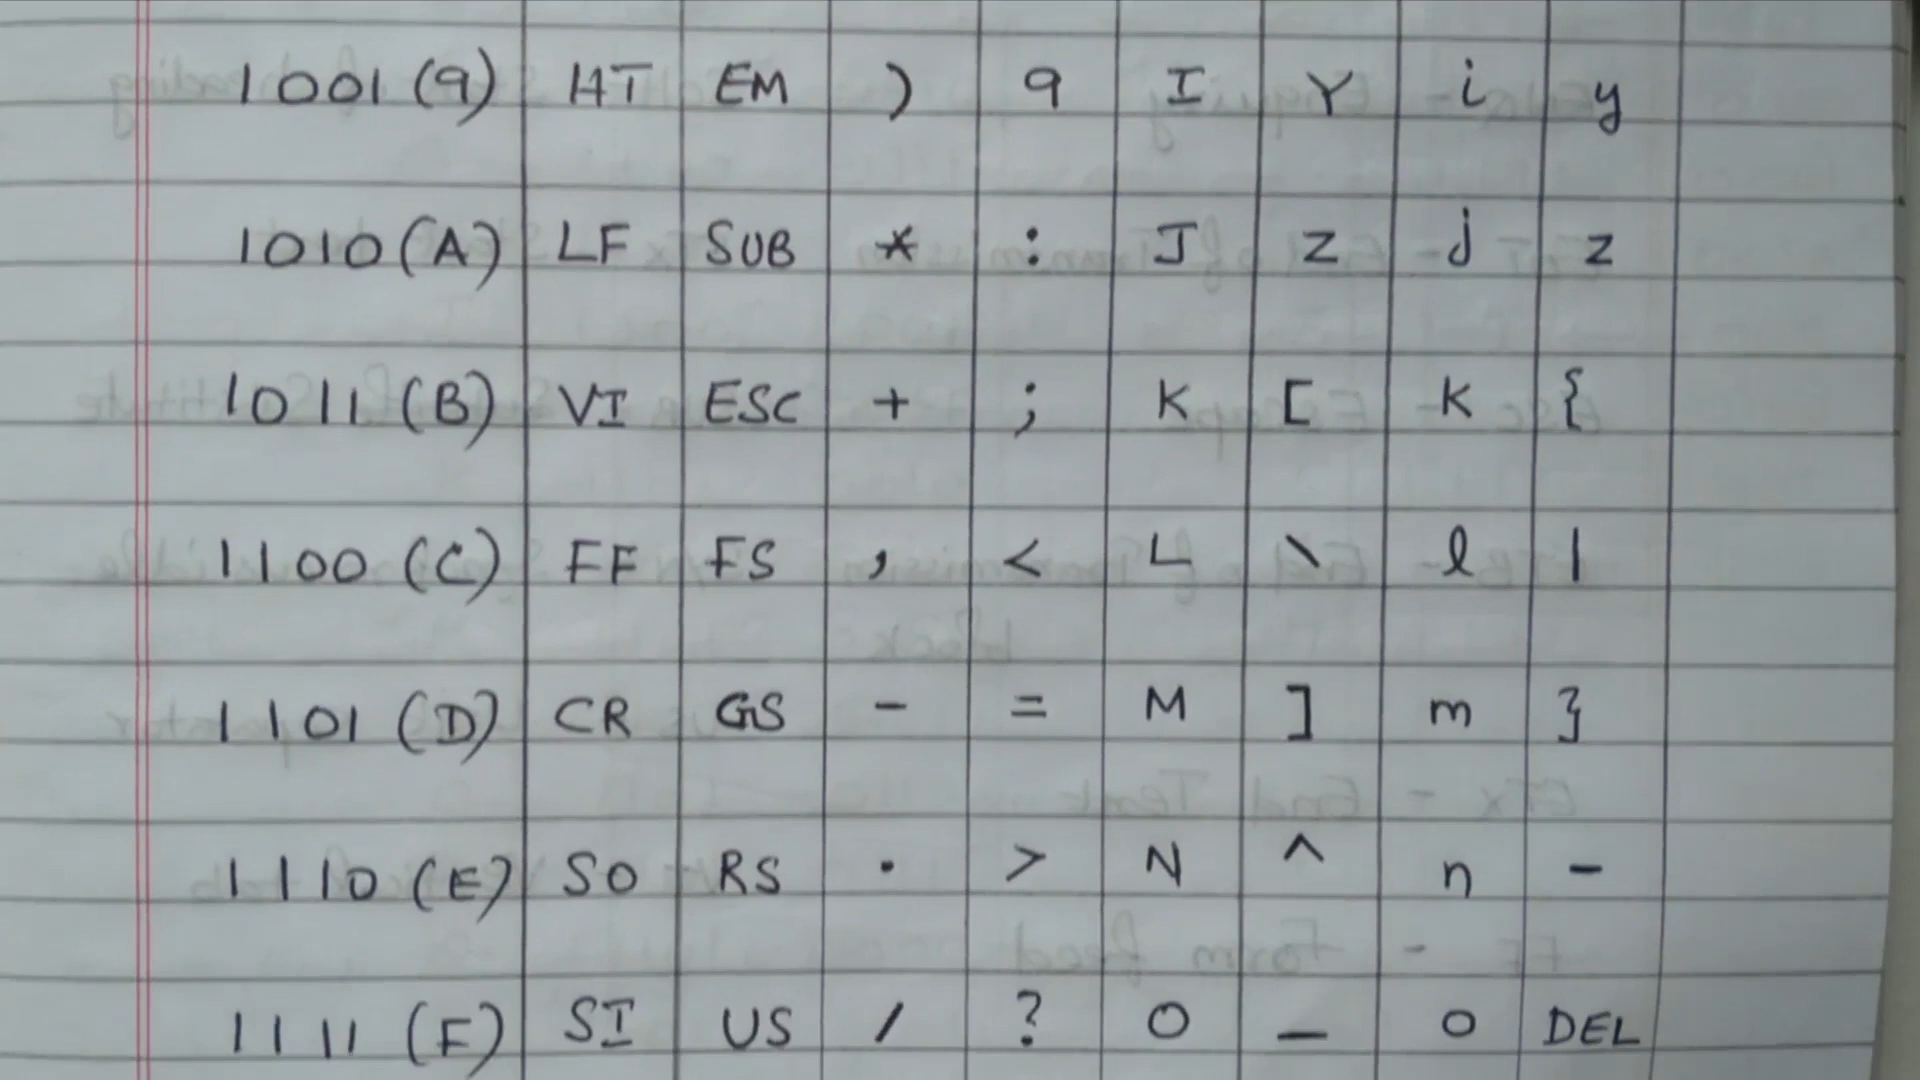 1001 (9) HT EM ) 9 I Y i y
1010 (A) LF SUB * : J Z j z
1011 (B) VI ESC + ; K [ k {
1100 (C) FF FS , < L \ l |
1101 (D) CR GS - = M ] m }
1110 (E) SO RS . > N ^ n -
1111 (F) SI US / ? O _ o DEL